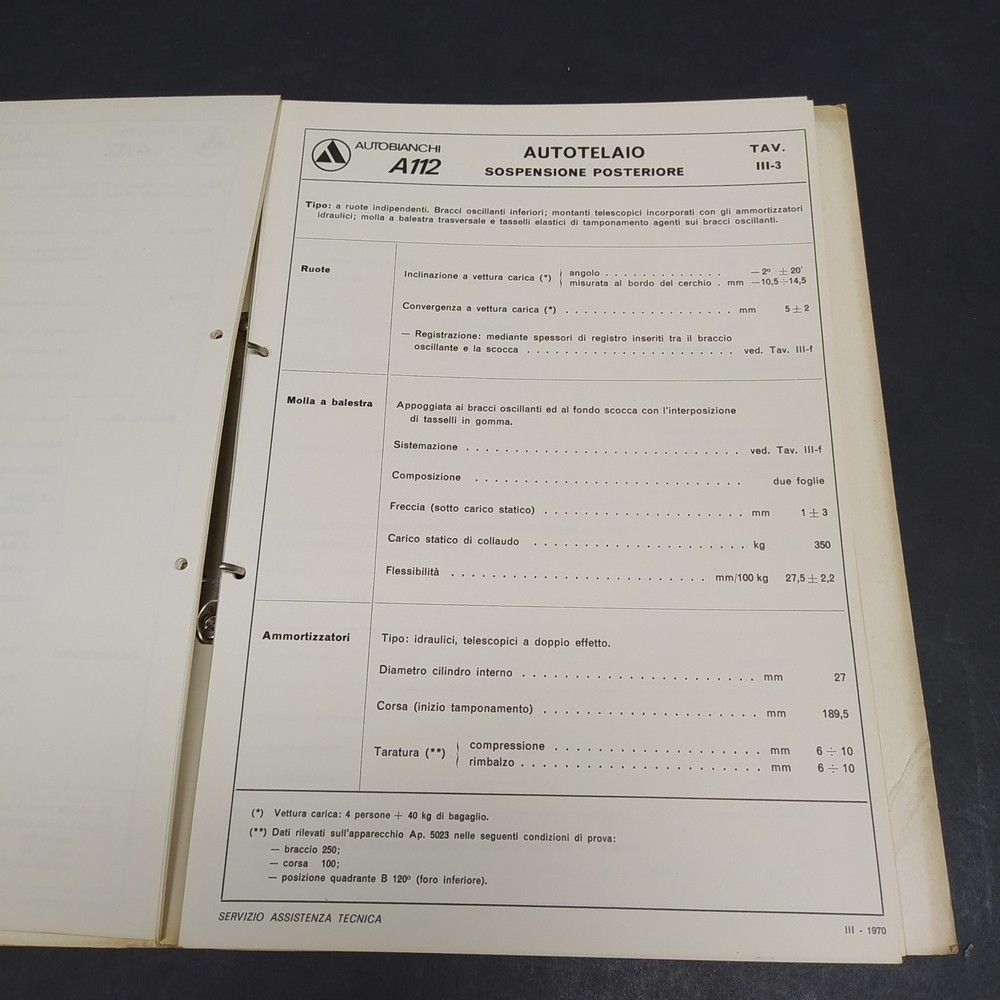 AUTOBIANCHI
A112
AUTOTELAIO
SOSPENSIONE POSTERIORE
TAV.
III-3
Tipo: a ruote indipendenti. Bracci oscillanti inferiori; montanti telescopici incorporati con gli ammortizzatori
idraulici; molla a balestra trasversale e tasselli elastici di tamponamento agenti sui bracci oscillanti.
Ruote
Inclinazione a vettura carica (*) angolo . . . . . . . . . . . . . — 2° ± 20'
misurata al bordo del cerchio . mm —10,5÷14,5
Convergenza a vettura carica (*) . . . . . . . . . . . . . . . . . . mm 5 ± 2
— Registrazione: mediante spessori di registro inseriti tra il braccio
oscillante e la scocca . . . . . . . . . . . . . . . . . . . . . . ved. Tav. III-f
Molla a balestra
Appoggiata ai bracci oscillanti ed al fondo scocca con l'interposizione
di tasselli in gomma.
Sistemazione . . . . . . . . . . . . . . . . . . . . . . . . . . . . ved. Tav. III-f
Composizione . . . . . . . . . . . . . . . . . . . . . . . . . . . due foglie
Freccia (sotto carico statico) . . . . . . . . . . . . . . . . . . . . mm 1 ± 3
Carico statico di collaudo . . . . . . . . . . . . . . . . . . . . . kg 350
Flessibilità . . . . . . . . . . . . . . . . . . . . . . . . . . mm/100 kg 27,5 ± 2,2
Ammortizzatori
Tipo: idraulici, telescopici a doppio effetto.
Diametro cilindro interno . . . . . . . . . . . . . . . . . . . . . . mm 27
Corsa (inizio tamponamento) . . . . . . . . . . . . . . . . . . . . mm 189,5
Taratura (**) compressione . . . . . . . . . . . . . . . . . . . mm 6 ÷ 10
rimbalzo . . . . . . . . . . . . . . . . . . . . . . mm 6 ÷ 10
(*) Vettura carica: 4 persone + 40 kg di bagaglio.
(**) Dati rilevati sull'apparecchio Ap. 5023 nelle seguenti condizioni di prova:
— braccio 250;
— corsa 100;
— posizione quadrante B 120° (foro inferiore).
SERVIZIO ASSISTENZA TECNICA
III - 1970